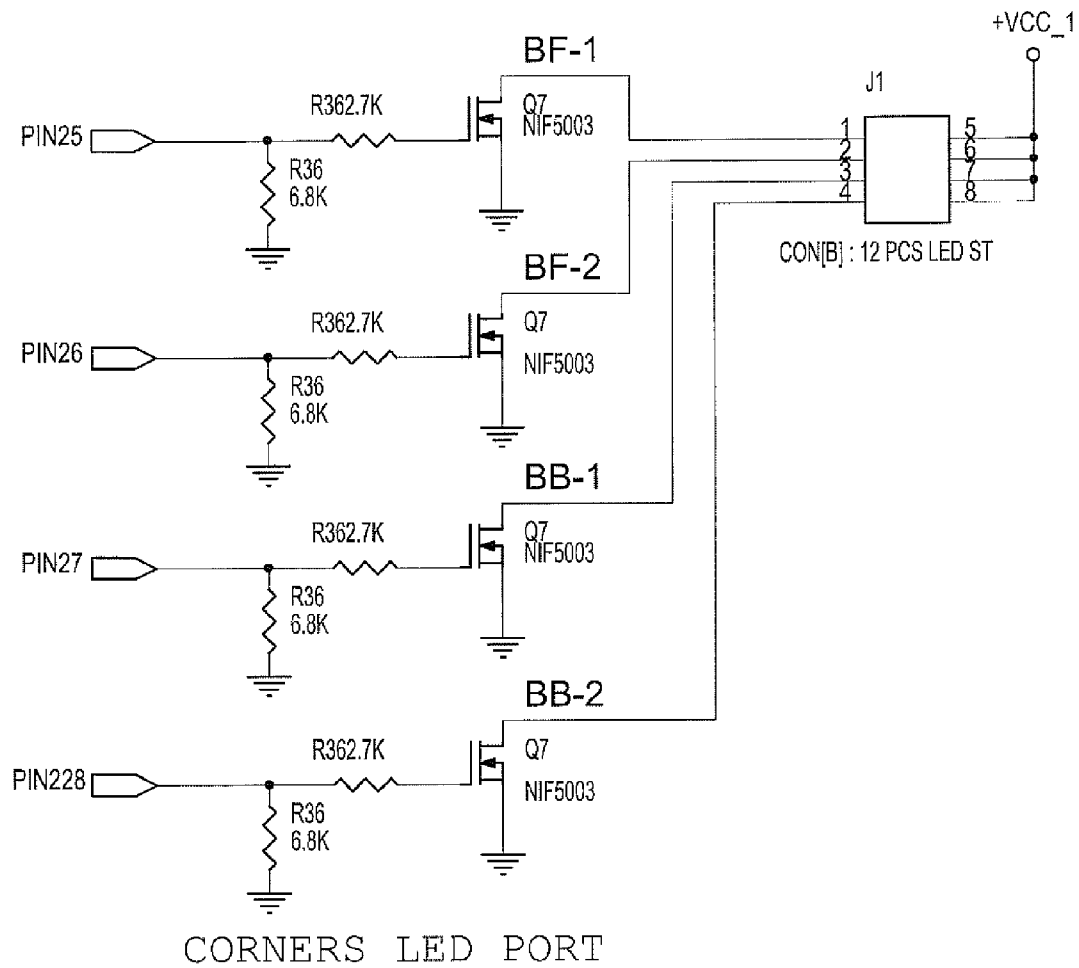 +VCC_1
BF-1
J1
R362.7K
Q7
NIF5003
PIN25
1
2
3
4
5
6
7
8
R36
6.8K
CON[B] : 12 PCS LED ST
BF-2
R362.7K
Q7
NIF5003
PIN26
R36
6.8K
BB-1
R362.7K
Q7
NIF5003
PIN27
R36
6.8K
BB-2
R362.7K
Q7
NIF5003
PIN228
R36
6.8K
CORNERS LED PORT